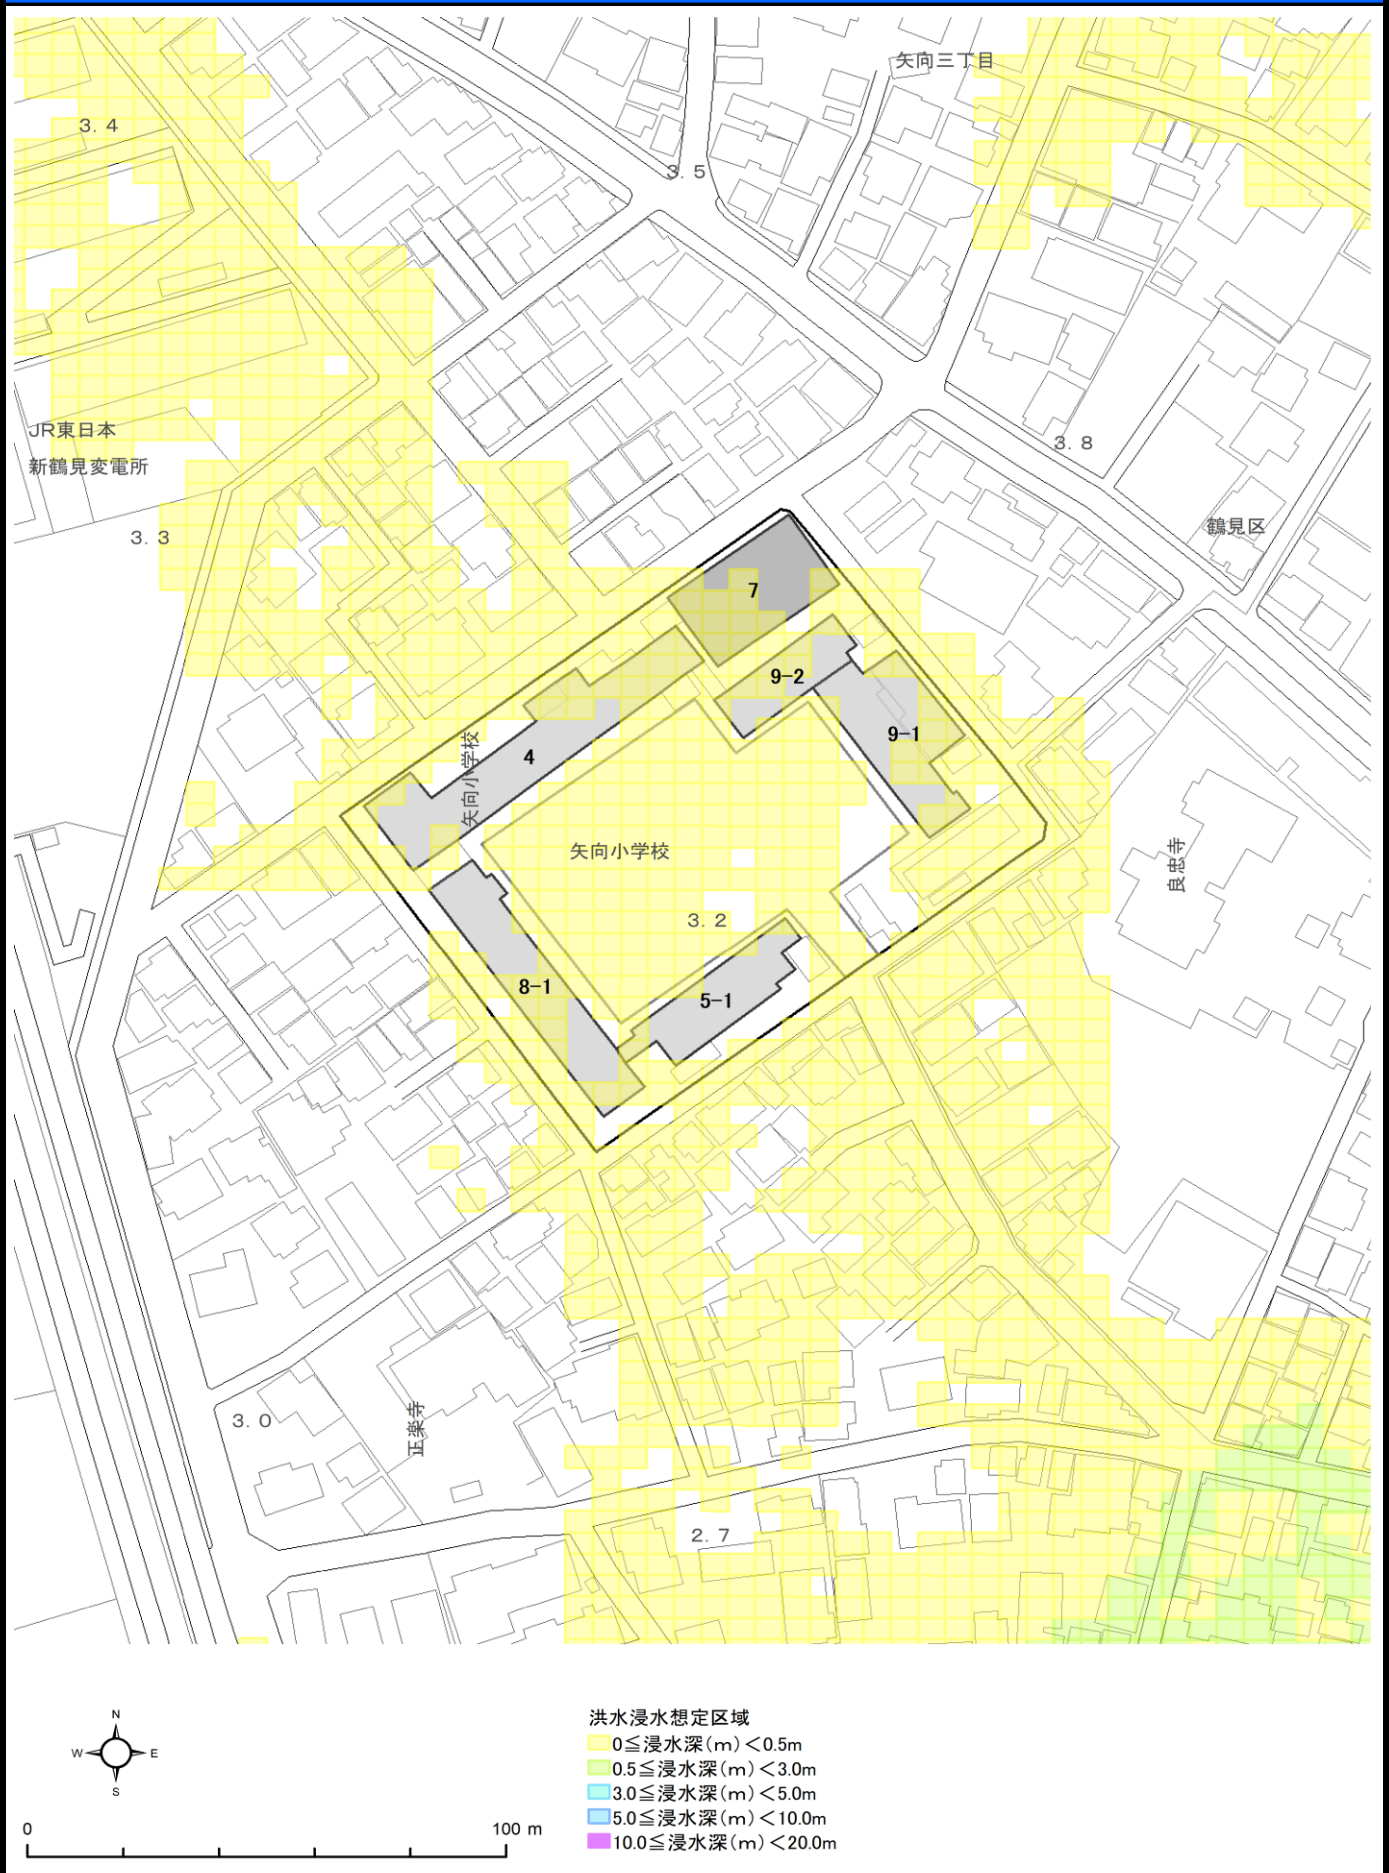 矢向三丁目
3.4
3.5
JR東日本
新鶴見変電所
3.8
鶴見区
3.3
7
9-2
9-1
4
矢向小学校
矢向小学校
良忠寺
3.2
8-1
5-1
3.0
正楽寺
2.7
N
W
E
S
0
100 m
洪水浸水想定区域
0≦浸水深(m)<0.5m
0.5≦浸水深(m)<3.0m
3.0≦浸水深(m)<5.0m
5.0≦浸水深(m)<10.0m
10.0≦浸水深(m)<20.0m